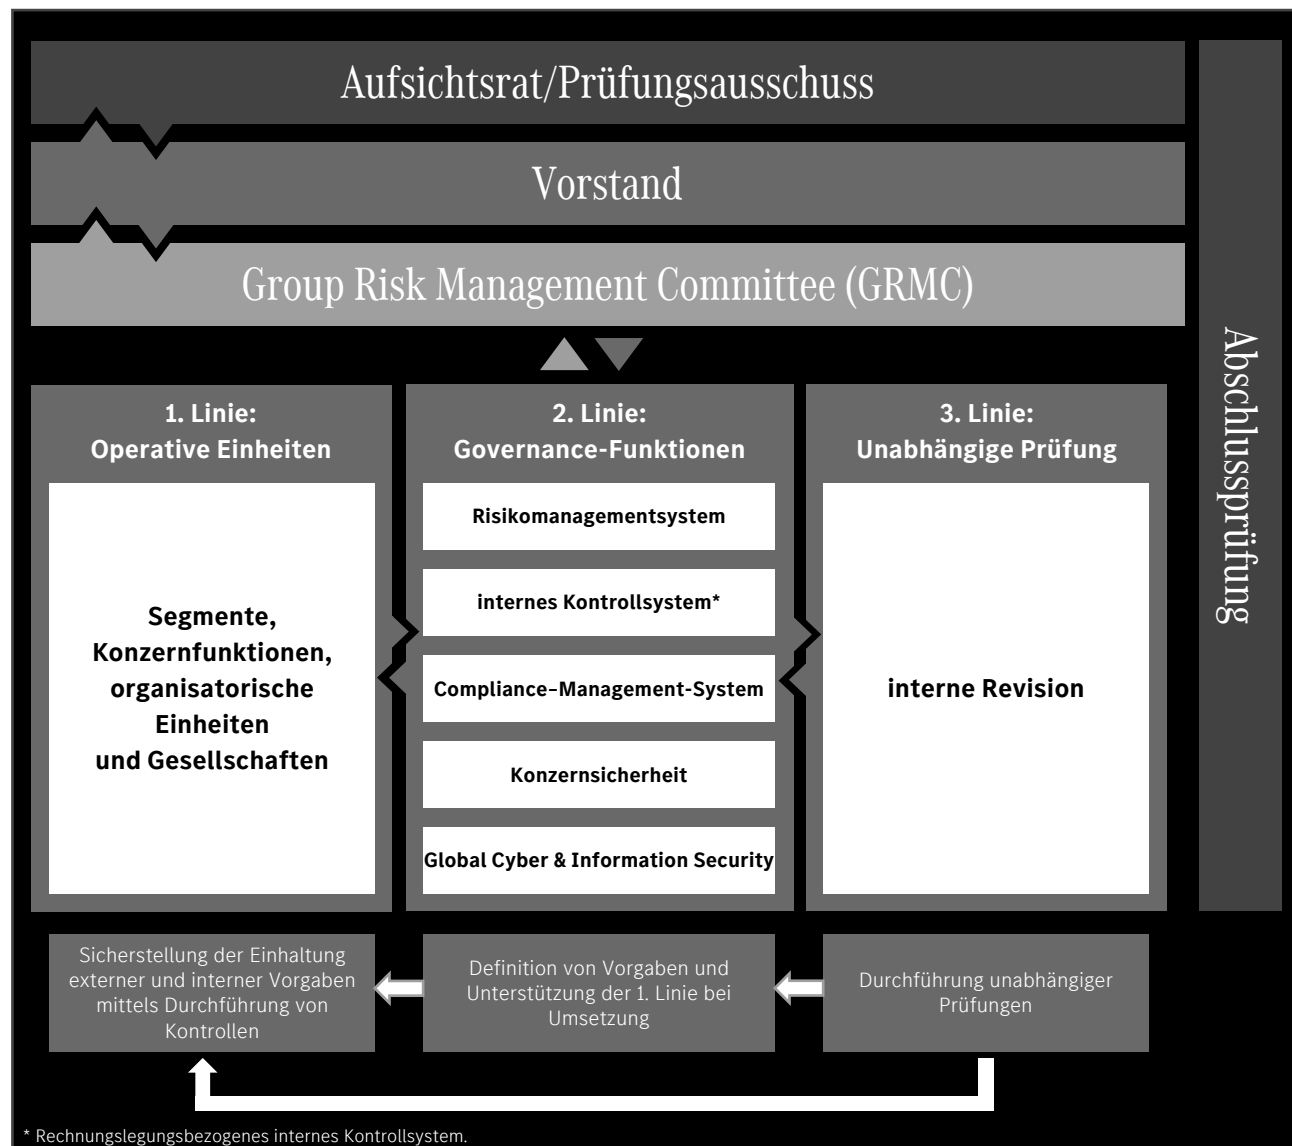 Aufsichtsrat/Prüfungsausschuss
Vorstand
Group Risk Management Committee (GRMC)
Abschlussprüfung
1. Linie:
Operative Einheiten
Segmente,
Konzernfunktionen,
organisatorische
Einheiten
und Gesellschaften
2. Linie:
Governance-Funktionen
Risikomanagementsystem
internes Kontrollsystem*
Compliance–Management-System
Konzernsicherheit
Global Cyber & Information Security
3. Linie:
Unabhängige Prüfung
interne Revision
Sicherstellung der Einhaltung
externer und interner Vorgaben
mittels Durchführung von
Kontrollen
Definition von Vorgaben und
Unterstützung der 1. Linie bei
Umsetzung
Durchführung unabhängiger
Prüfungen
* Rechnungslegungsbezogenes internes Kontrollsystem.